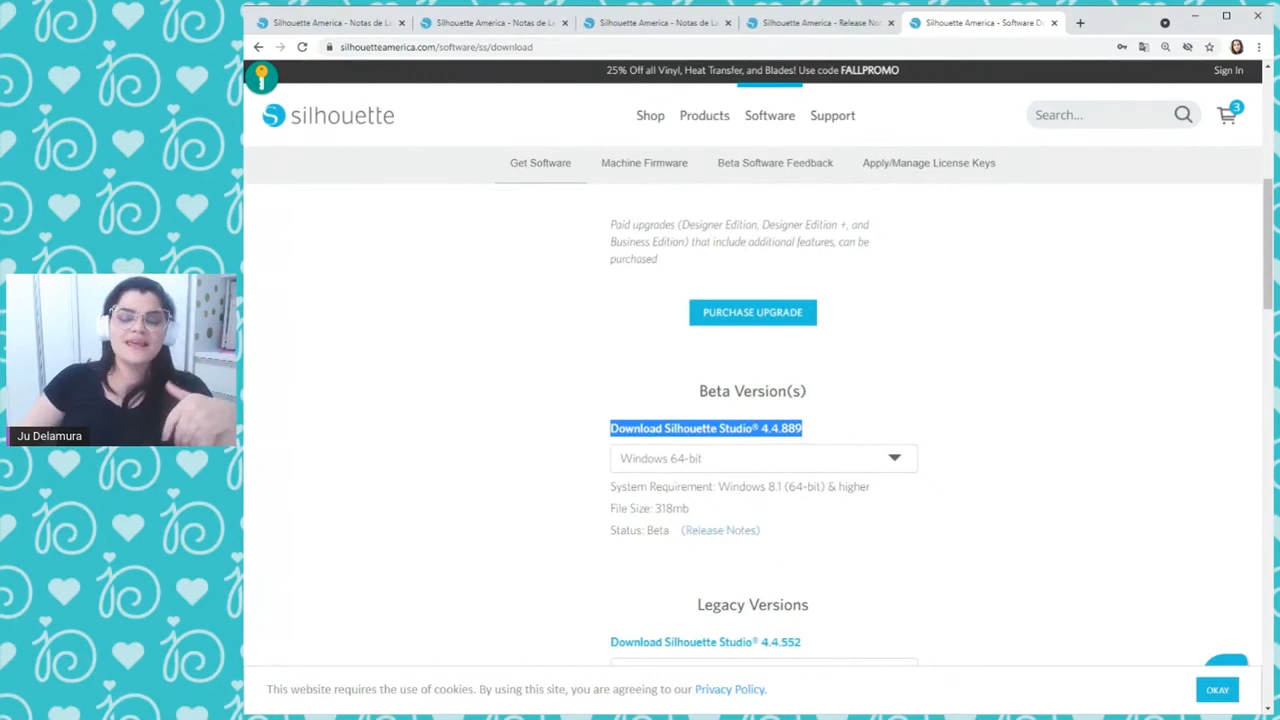 Silhouette America - Notas de La
Silhouette America - Notas de La
Silhouette America - Notas de La
Silhouette America - Release Not
Silhouette America - Software Do
silhouetteamerica.com/software/ss/download
25% Off all Vinyl, Heat Transfer, and Blades! Use code FALLPROMO
Sign In
silhouette
Shop Products Software Support
Search...
3
Get Software Machine Firmware Beta Software Feedback Apply/Manage License Keys
Paid upgrades (Designer Edition, Designer Edition +, and
Business Edition) that include additional features, can be
purchased
PURCHASE UPGRADE
Beta Version(s)
Download Silhouette Studio® 4.4.889
Windows 64-bit
System Requirement: Windows 8.1 (64-bit) & higher
File Size: 318mb
Status: Beta (Release Notes)
Legacy Versions
Download Silhouette Studio® 4.4.552
Ju Delamura
This website requires the use of cookies. By using this site, you are agreeing to our Privacy Policy.
OKAY